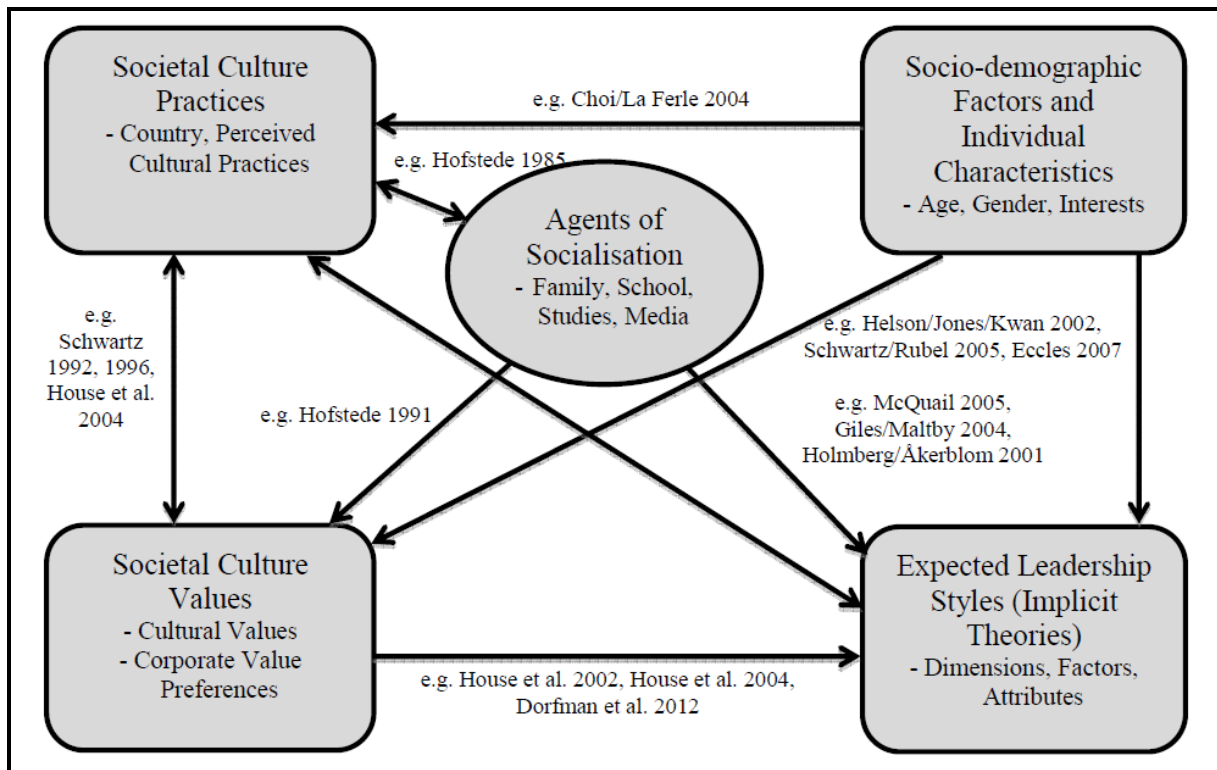 Societal Culture
Practices
- Country, Perceived
Cultural Practices
e.g. Choi/La Ferle 2004
Socio-demographic
Factors and
Individual
Characteristics
- Age, Gender, Interests
e.g. Hofstede 1985
Agents of
Socialisation
- Family, School,
Studies, Media
e.g.
Schwartz
1992, 1996,
House et al.
2004
e.g. Hofstede 1991
e.g. Helson/Jones/Kwan 2002,
Schwartz/Rubel 2005, Eccles 2007
e.g. McQuail 2005,
Giles/Maltby 2004,
Holmberg/Åkerblom 2001
Societal Culture
Values
- Cultural Values
- Corporate Value
Preferences
e.g. House et al. 2002, House et al. 2004,
Dorfman et al. 2012
Expected Leadership
Styles (Implicit
Theories)
- Dimensions, Factors,
Attributes